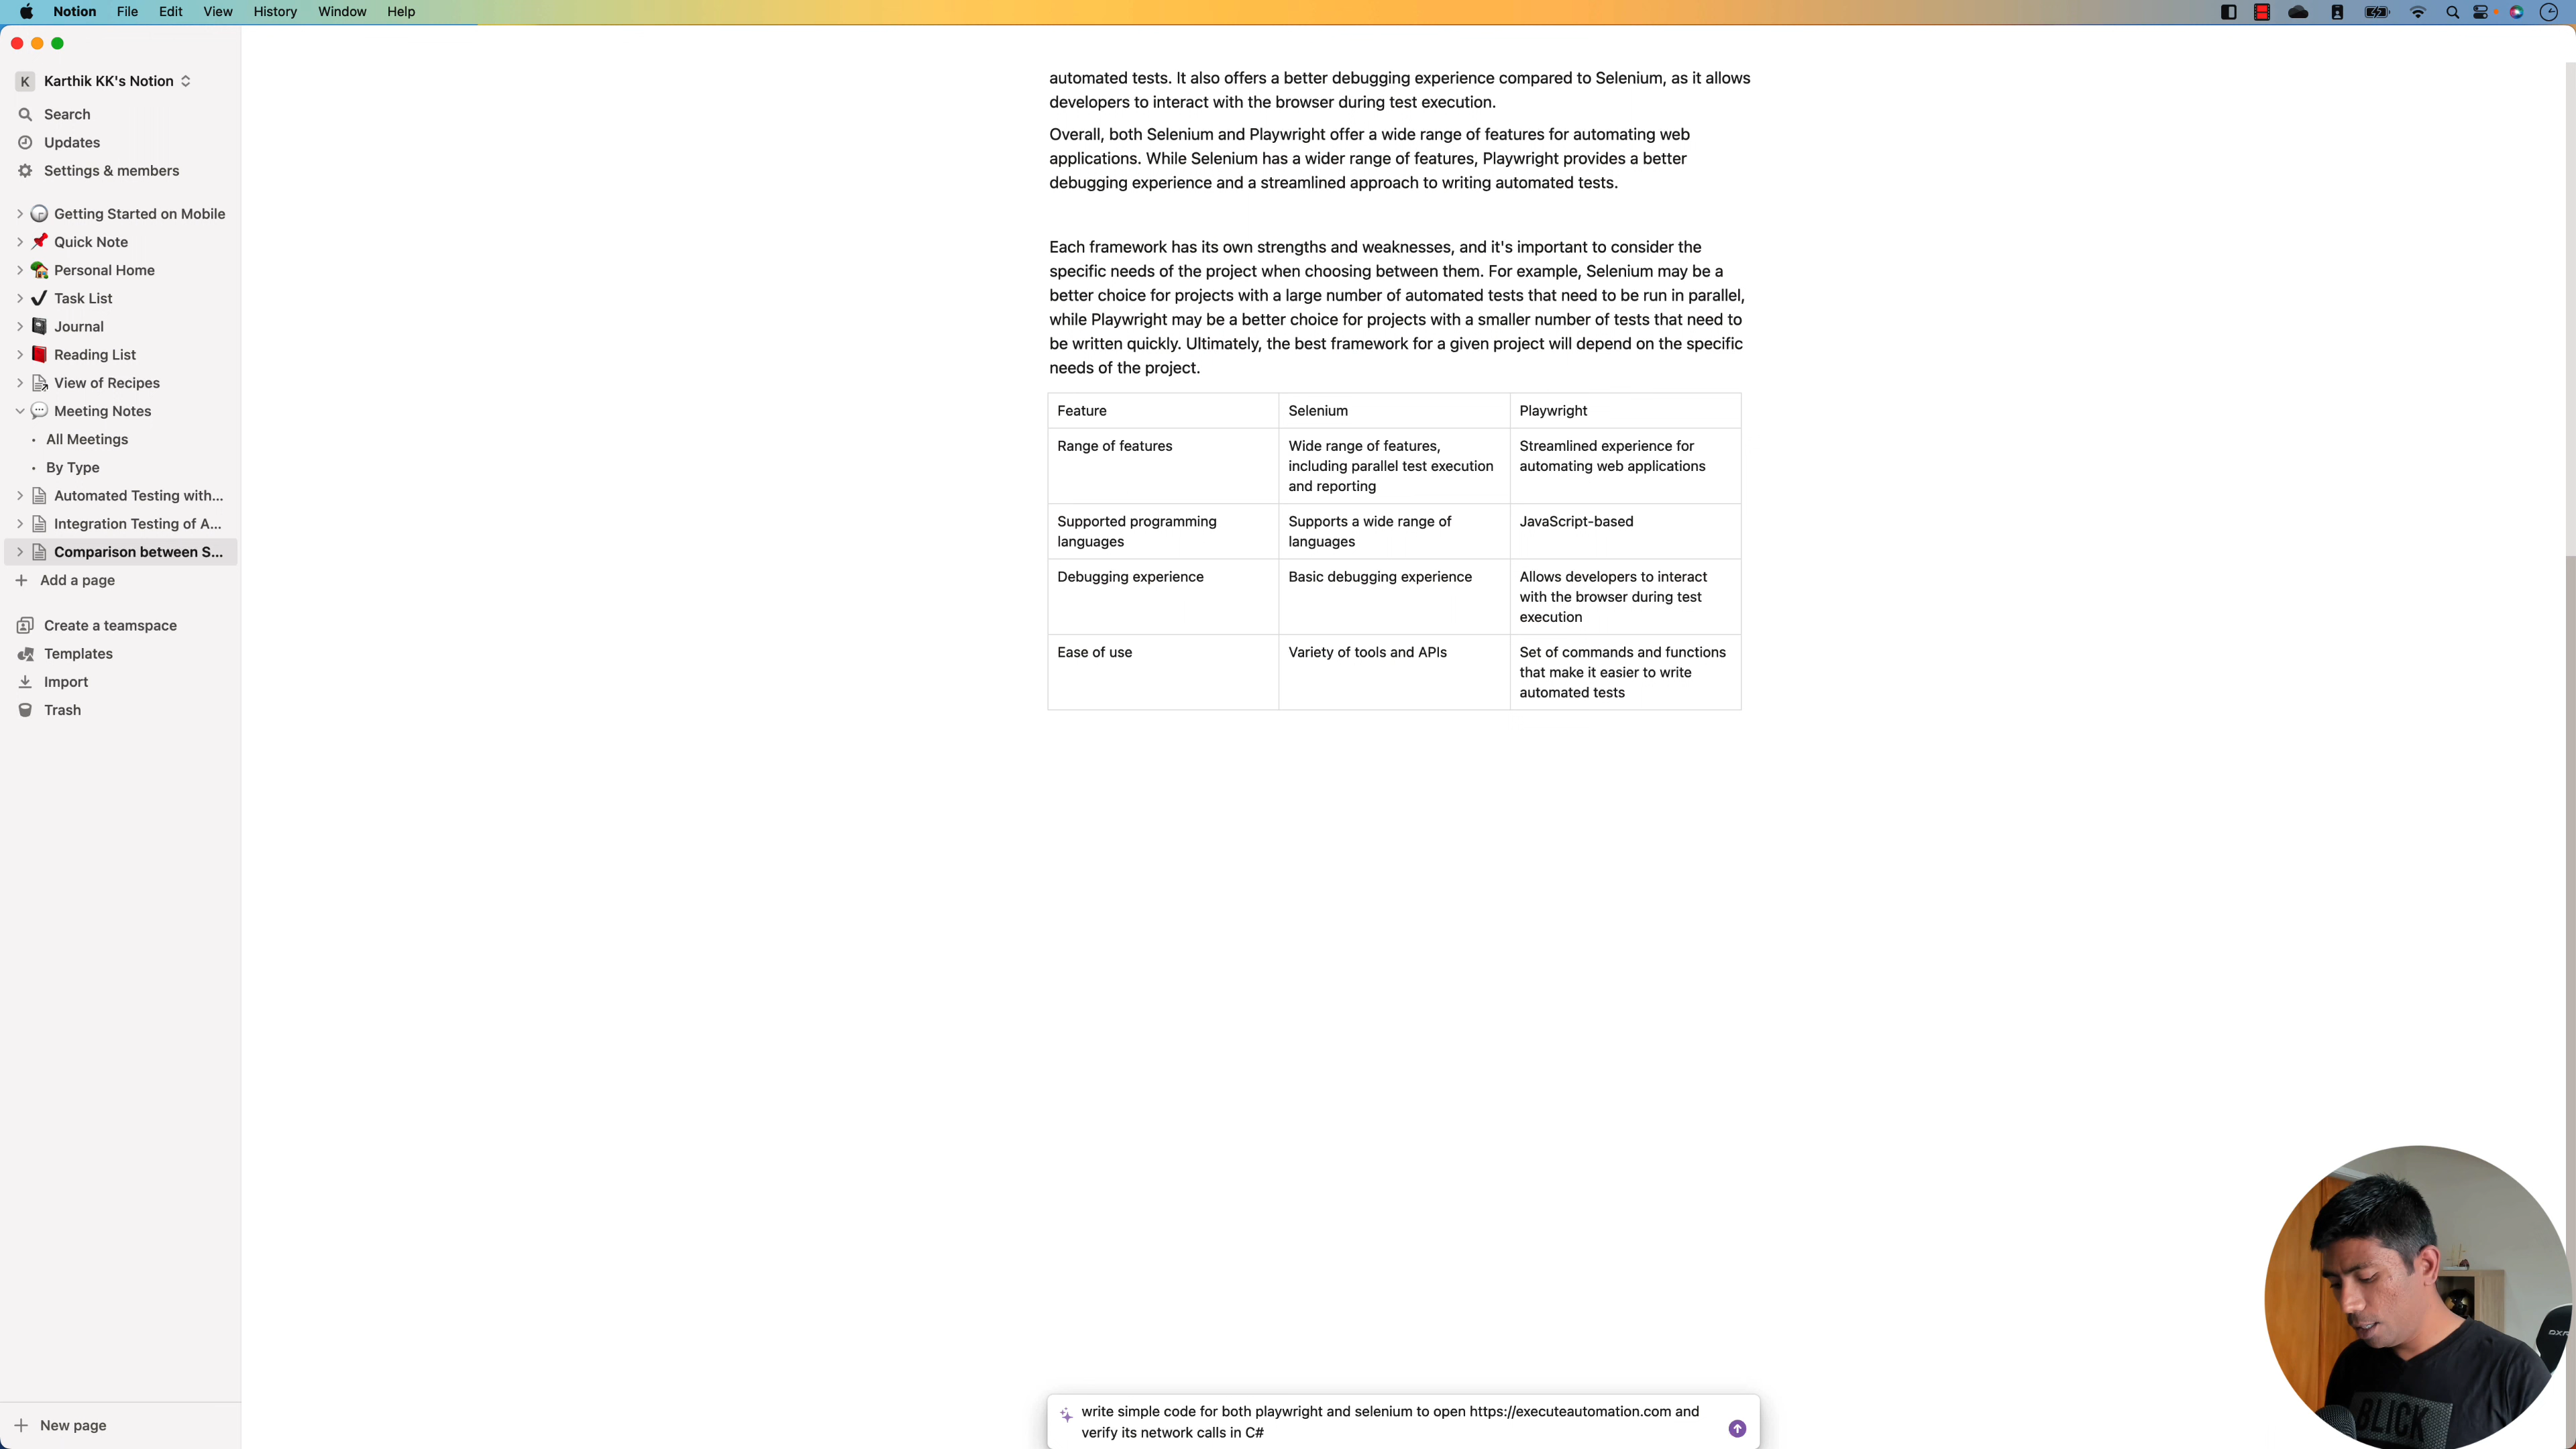 Notion File Edit View History Window Help
K Karthik KK's Notion
Search
Updates
Settings & members
Getting Started on Mobile
Quick Note
Personal Home
Task List
Journal
Reading List
View of Recipes
Meeting Notes
All Meetings
By Type
Automated Testing with...
Integration Testing of A...
Comparison between S...
Add a page
Create a teamspace
Templates
Import
Trash
New page
automated tests. It also offers a better debugging experience compared to Selenium, as it allows
developers to interact with the browser during test execution.
Overall, both Selenium and Playwright offer a wide range of features for automating web
applications. While Selenium has a wider range of features, Playwright provides a better
debugging experience and a streamlined approach to writing automated tests.
Each framework has its own strengths and weaknesses, and it's important to consider the
specific needs of the project when choosing between them. For example, Selenium may be a
better choice for projects with a large number of automated tests that need to be run in parallel,
while Playwright may be a better choice for projects with a smaller number of tests that need to
be written quickly. Ultimately, the best framework for a given project will depend on the specific
needs of the project.
Feature Selenium Playwright
Range of features Wide range of features, Streamlined experience for
including parallel test execution automating web applications
and reporting
Supported programming Supports a wide range of JavaScript-based
languages languages
Debugging experience Basic debugging experience Allows developers to interact
with the browser during test
execution
Ease of use Variety of tools and APIs Set of commands and functions
that make it easier to write
automated tests
write simple code for both playwright and selenium to open https://executeautomation.com and
verify its network calls in C#
BLICK